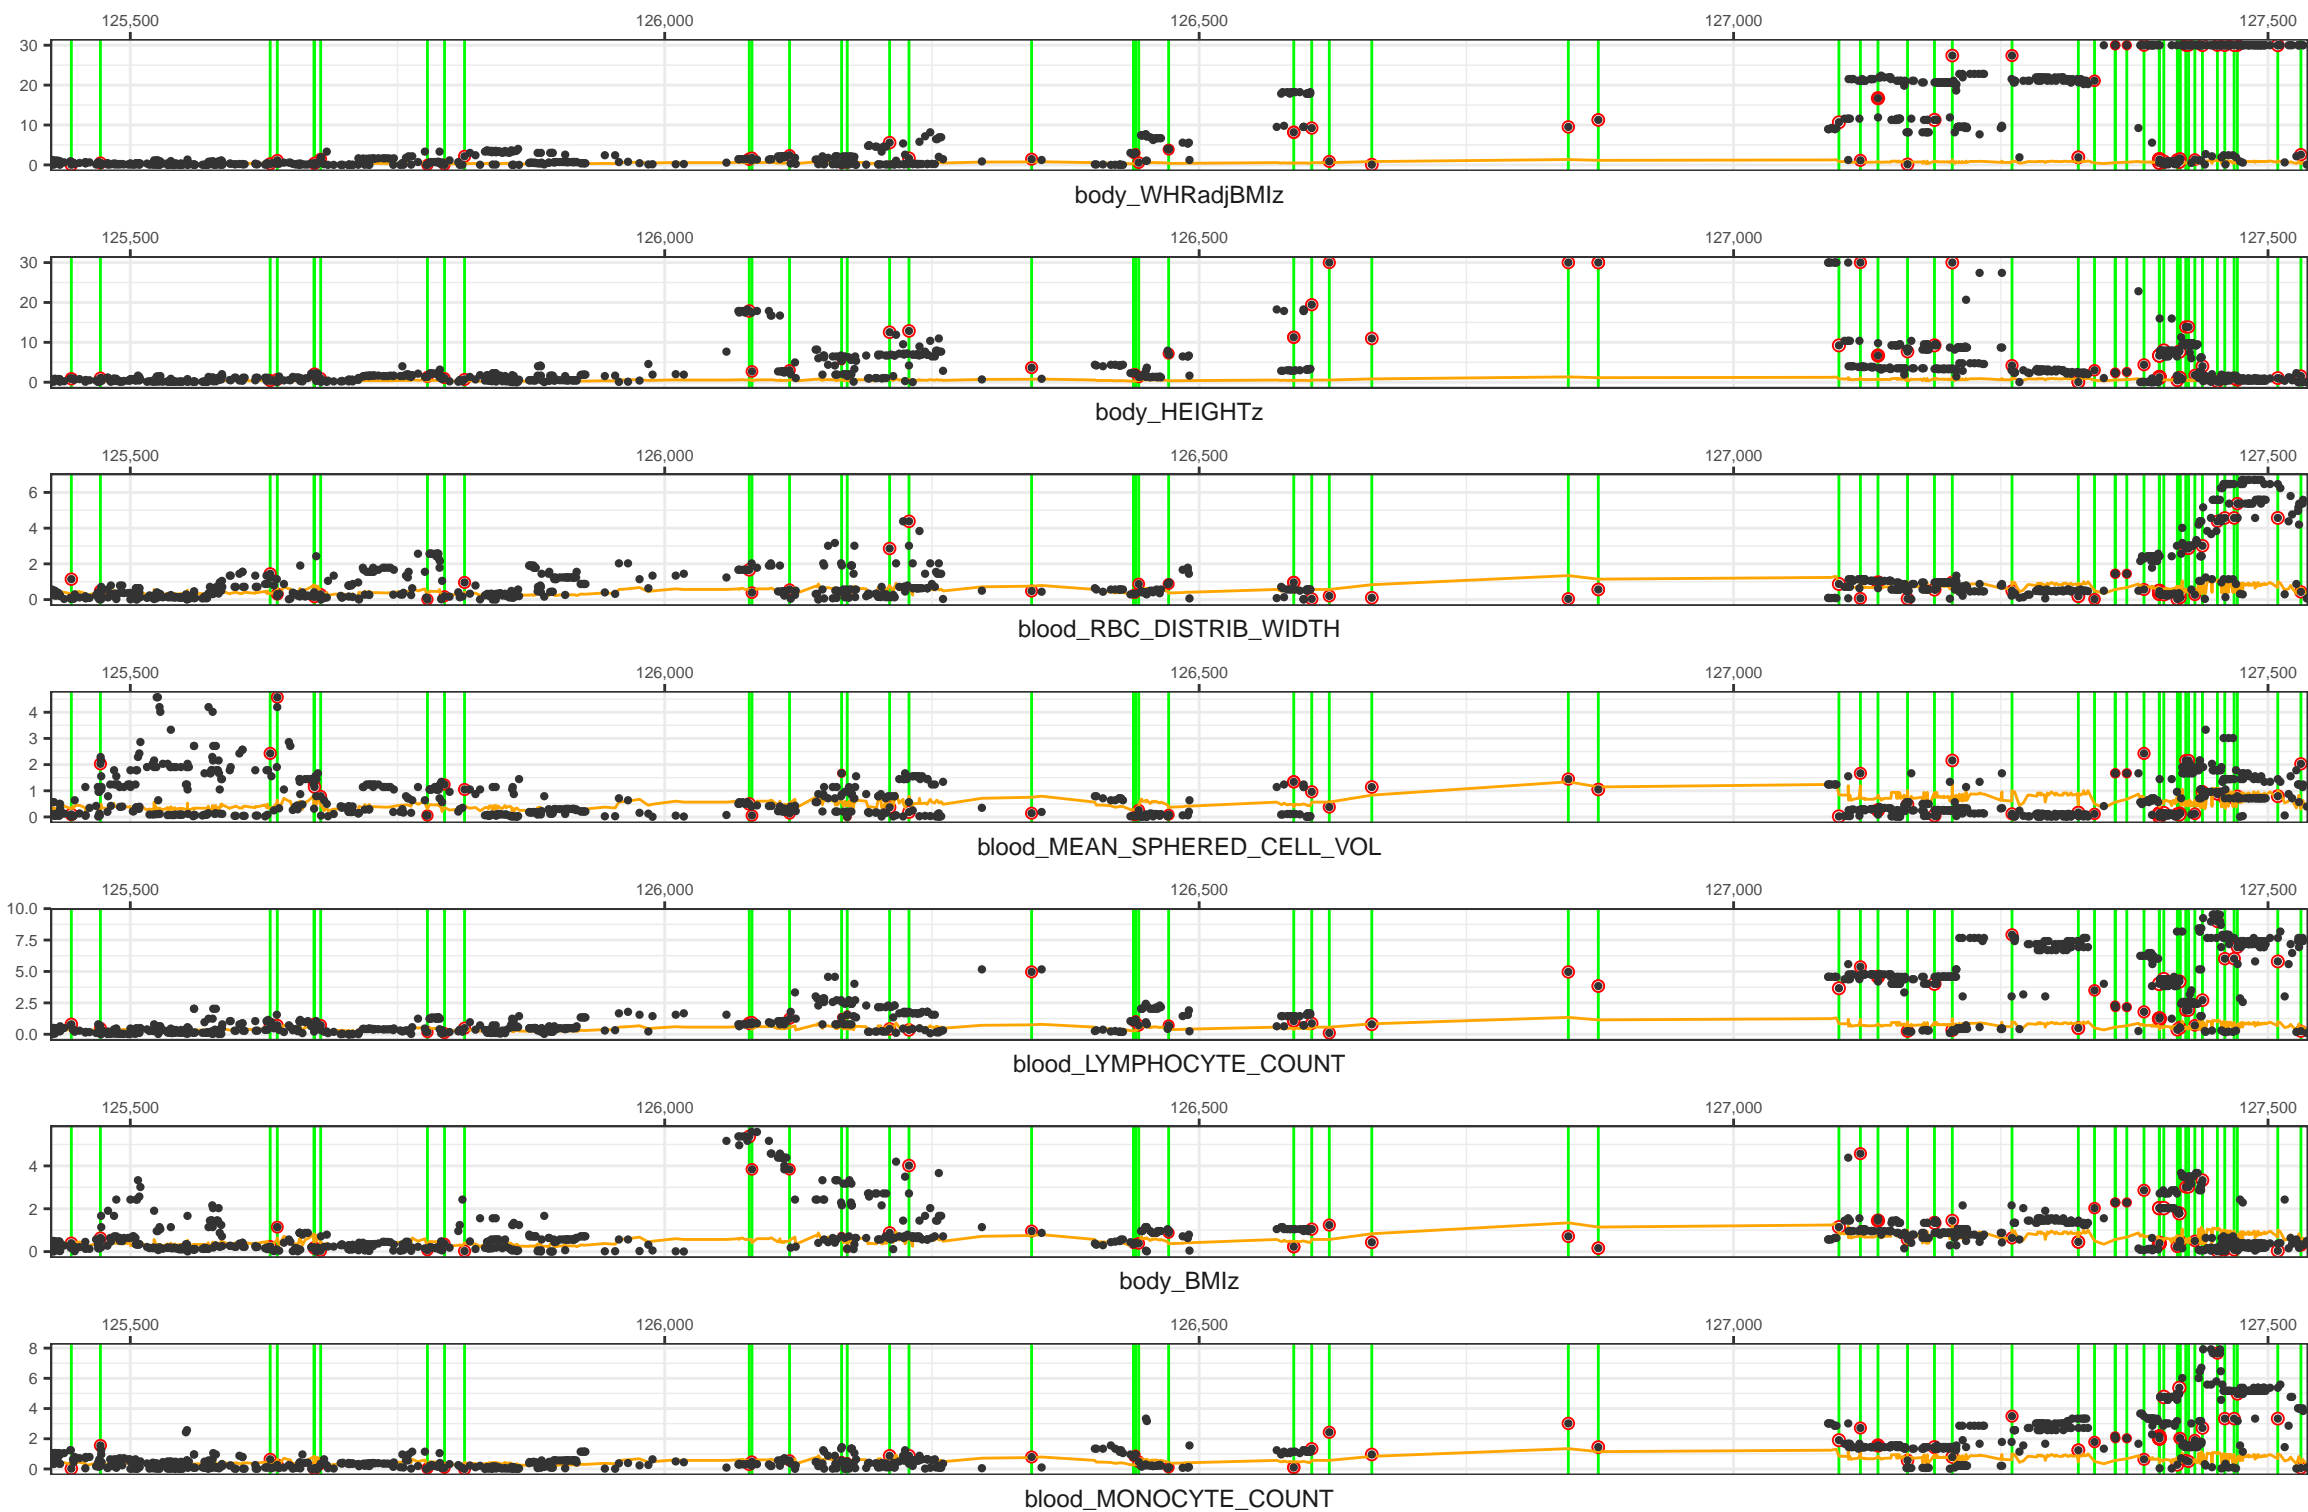 125,500 126,000 126,500 127,000 127,500
30
20
10
0
body_WHRadjBMIz
125,500 126,000 126,500 127,000 127,500
30
20
10
0
body_HEIGHTz
125,500 126,000 126,500 127,000 127,500
6
4
2
0
blood_RBC_DISTRIB_WIDTH
125,500 126,000 126,500 127,000 127,500
4
3
2
1
0
blood_MEAN_SPHERED_CELL_VOL
125,500 126,000 126,500 127,000 127,500
10.0
7.5
5.0
2.5
0.0
blood_LYMPHOCYTE_COUNT
125,500 126,000 126,500 127,000 127,500
4
2
0
body_BMIz
125,500 126,000 126,500 127,000 127,500
8
6
4
2
0
blood_MONOCYTE_COUNT